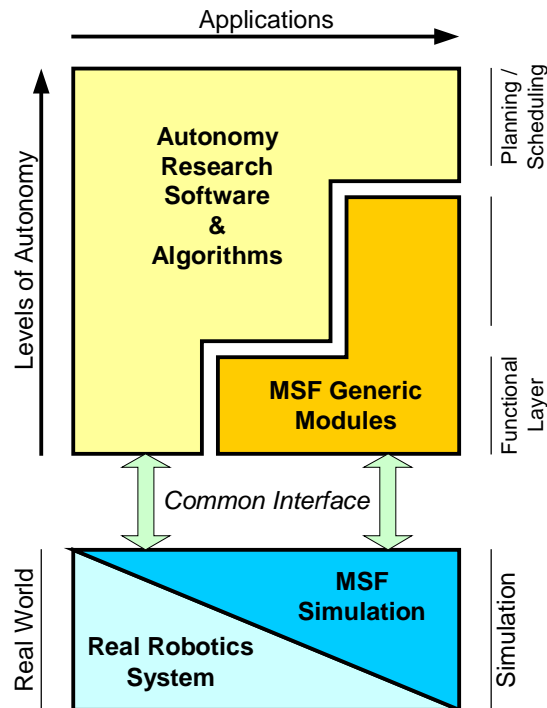 Applications
Levels of Autonomy
Autonomy
Research
Software
&
Algorithms
Planning /
Scheduling
MSF Generic
Modules
Functional
Layer
Common Interface
Real World
MSF
Simulation
Real Robotics
System
Simulation